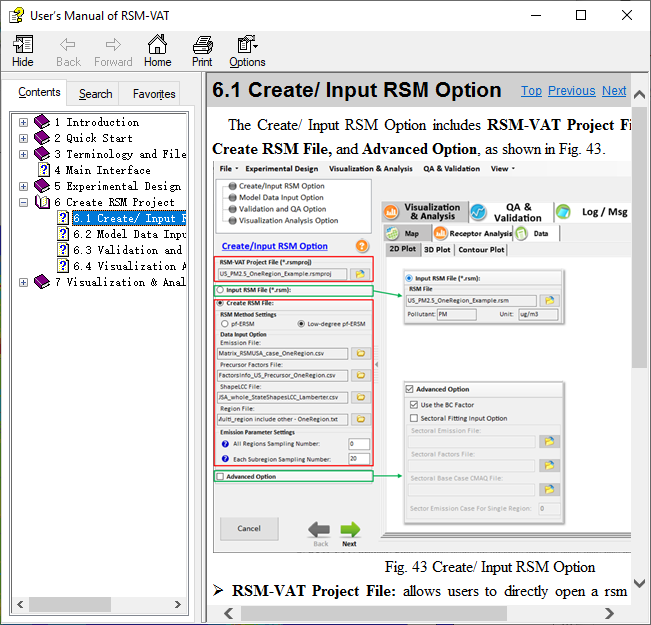 User's Manual of RSM-VAT
Hide
Back
Forward
Home
Print
Options
Contents
Search
Favorites
1 Introduction
2 Quick Start
3 Terminology and File
4 Main Interface
5 Experimental Design
6 Create RSM Project
6.1 Create/ Input R
6.2 Model Data Inpu
6.3 Validation and
6.4 Visualization A
7 Visualization & Anal
6.1 Create/ Input RSM Option
Top Previous Next
The Create/ Input RSM Option includes RSM-VAT Project Fi
Create RSM File, and Advanced Option, as shown in Fig. 43.
File Experimental Design Visualization & Analysis QA & Validation View
Create/Input RSM Option
Model Data Input Option
Validation and QA Option
Visualization Analysis Option
Create/Input RSM Option
RSM-VAT Project File (*.rsmproj)
US_PM2.5_OneRegion_Example.rsmproj
Input RSM File (*.rsm):
Create RSM File:
RSM Method Settings
pf-ERSM
Low-degree pf-ERSM
Data Input Option
Emission File:
Matrix_RSMUSA_case_OneRegion.csv
Precursor Factors File:
FactorsInfo_US_Precursor_OneRegion.csv
ShapeLCC File:
JSA_whole_StateShapesLCC_Lamberter.csv
Region File:
Multi_region include other - OneRegion.txt
Emission Parameter Settings
All Regions Sampling Number:
0
Each Subregion Sampling Number:
20
Advanced Option
Cancel
Back
Next
Visualization
& Analysis
QA &
Validation
Log / Msg
Map
Receptor Analysis
Data
2D Plot
3D Plot
Contour Plot
Input RSM File (*.rsm):
RSM File
US_PM2.5_OneRegion_Example.rsm
Pollutant: PM
Unit: ug/m3
Advanced Option
Use the BC Factor
Sectoral Fitting Input Option
Sectoral Emission File:
Sectoral Factors File:
Sectoral Base Case CMAQ File:
Sector Emission Case For Single Region: 0
Fig. 43 Create/ Input RSM Option
➢ RSM-VAT Project File: allows users to directly open a rsm